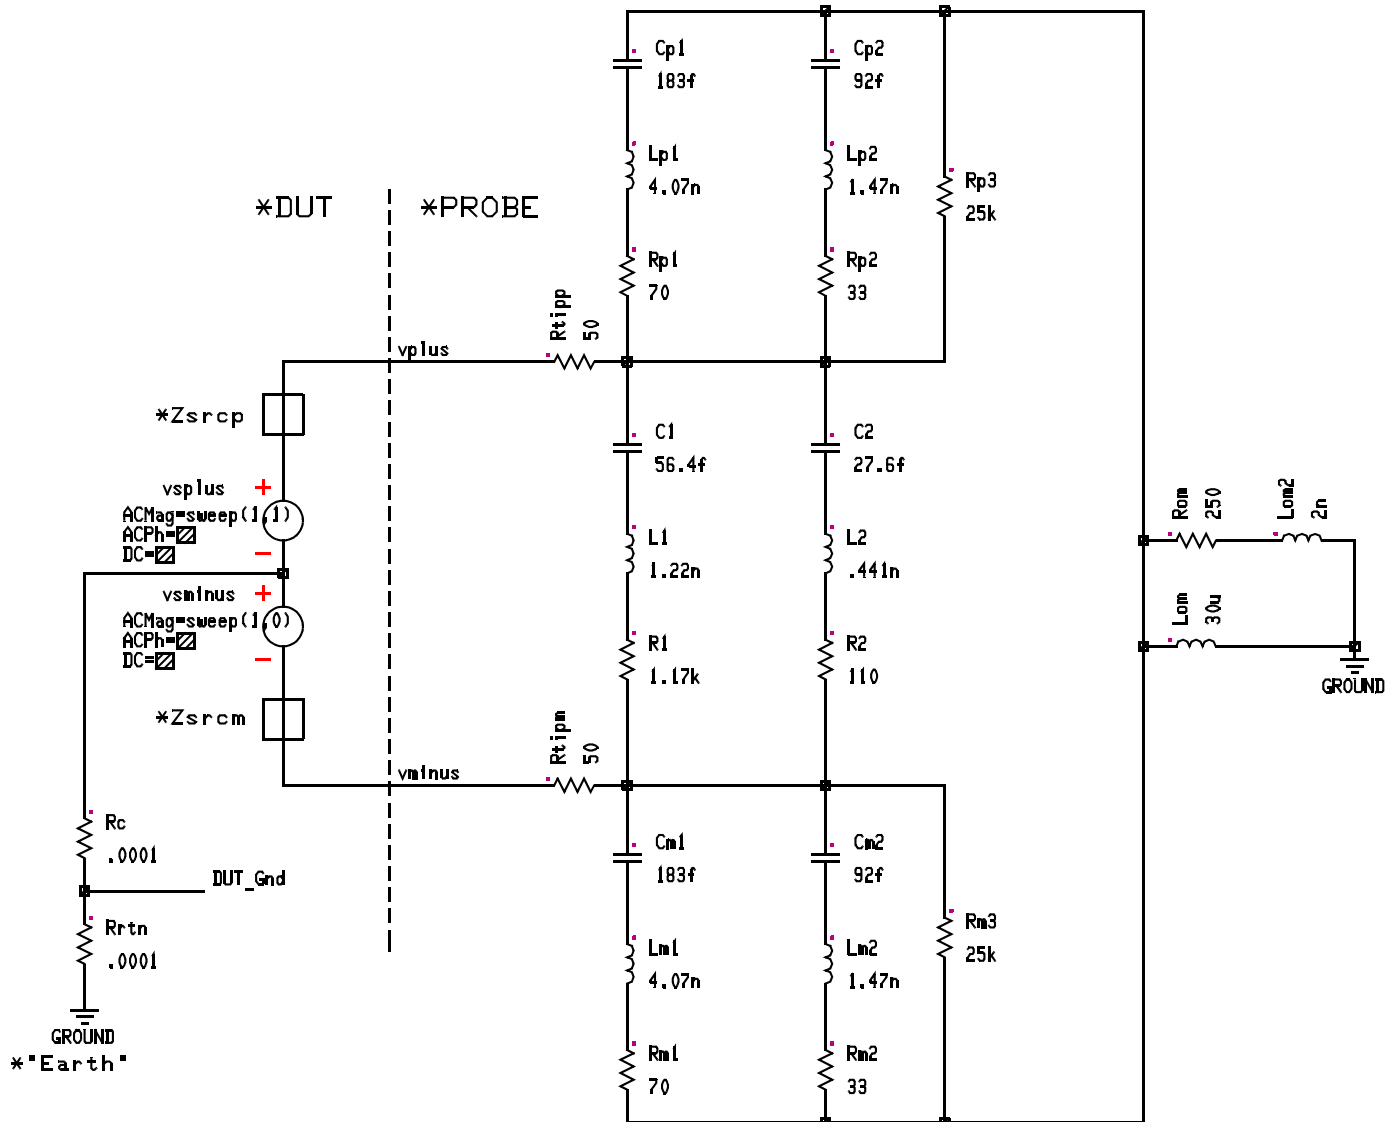 Cp1
183f
Cp2
92f
Lp1
4.07n
Lp2
1.47n
Rp3
25k
*DUT
*PROBE
Rp1
70
Rp2
33
Rtipp
50
vplus
*Zsrcp
C1
56.4f
C2
27.6f
vsplus
+
ACMag=sweep(1,1)
ACPh=
DC=
−
L1
1.22n
L2
.441n
Rom
250
Lom2
2n
vsminus
+
ACMag=sweep(1,0)
ACPh=
DC=
−
R1
1.17k
R2
110
Lom
30u
GROUND
*Zsrcm
Rtipm
50
vminus
Rc
.0001
Cm1
183f
Cm2
92f
DUT_Gnd
Rrtn
.0001
Lm1
4.07n
Lm2
1.47n
Rm3
25k
GROUND
*"Earth"
Rm1
70
Rm2
33